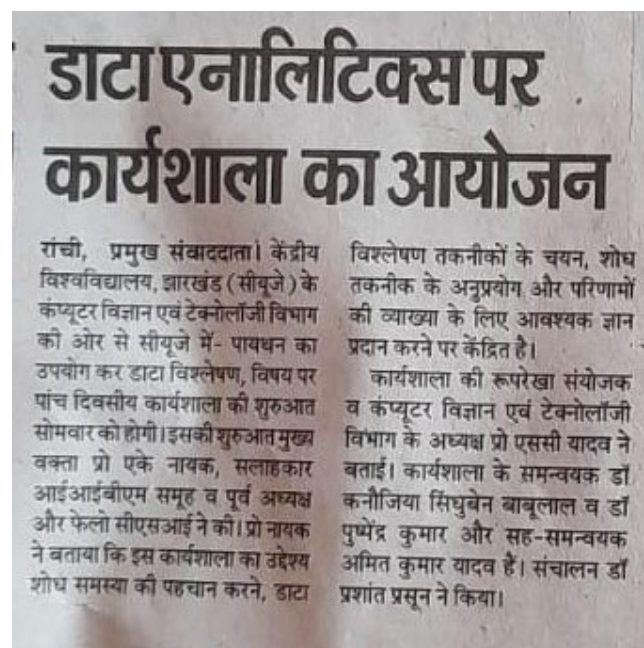 डाटा एनालिटिक्स पर
कार्यशाला का आयोजन
रांची, प्रमुख संवाददाता। केंद्रीय
विश्वविद्यालय, झारखंड (सीयूजे) के
कंप्यूटर विज्ञान एवं टेक्नोलॉजी विभाग
की ओर से सीयूजे में- पायथन का
उपयोग कर डाटा विश्लेषण, विषय पर
पांच दिवसीय कार्यशाला की शुरुआत
सोमवार को होगी। इसकी शुरुआत मुख्य
वक्ता प्रो एके नायक, सलाहकार
आईआईबीएम समूह व पूर्व अध्यक्ष
और फेलो सीएसआई ने की। प्रो नायक
ने बताया कि इस कार्यशाला का उद्देश्य
शोध समस्या की पहचान करने, डाटा
विश्लेषण तकनीकों के चयन, शोध
तकनीक के अनुप्रयोग और परिणामों
की व्याख्या के लिए आवश्यक ज्ञान
प्रदान करने पर केंद्रित है।
कार्यशाला की रूपरेखा संयोजक
व कंप्यूटर विज्ञान एवं टेक्नोलॉजी
विभाग के अध्यक्ष प्रो एससी यादव ने
बताई। कार्यशाला के समन्वयक डॉ
कनौजिया सिंधुबेन बाबूलाल व डॉ
पुष्पेंद्र कुमार और सह-समन्वयक
अमित कुमार यादव हैं। संचालन डॉ
प्रशांत प्रसून ने किया।